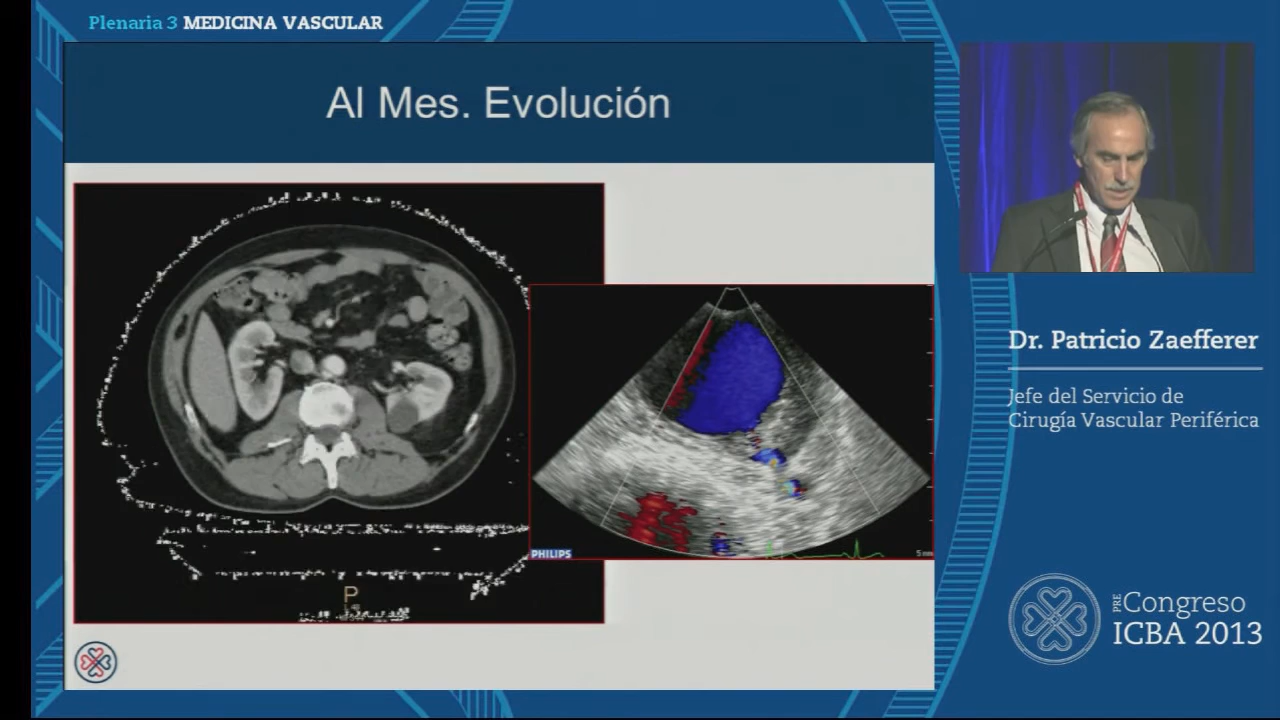 Plenaria 3 MEDICINA VASCULAR
Al Mes. Evolución
P
PHILIPS
Dr. Patricio Zaefferer
Jefe del Servicio de
Cirugía Vascular Periférica
PRE Congreso
ICBA 2013